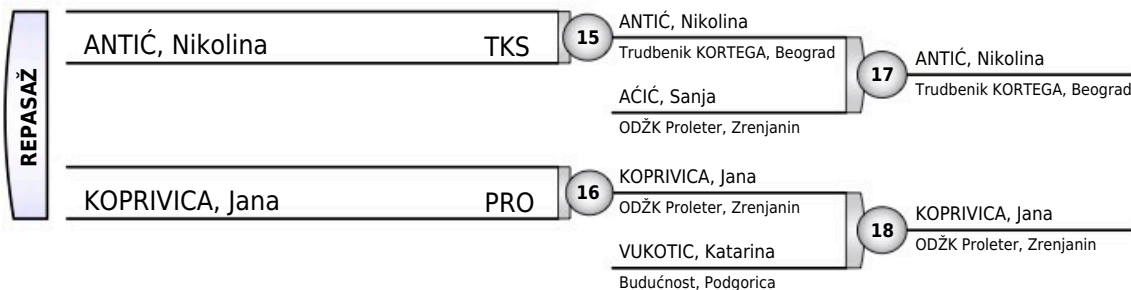 REPASAŽ
ANTIĆ, Nikolina TKS
15
ANTIĆ, Nikolina
Trudbenik KORTEGA, Beograd
AĆIĆ, Sanja
ODŽK Proleter, Zrenjanin
17
ANTIĆ, Nikolina
Trudbenik KORTEGA, Beograd
KOPRIVICA, Jana PRO
16
KOPRIVICA, Jana
ODŽK Proleter, Zrenjanin
VUKOTIC, Katarina
Budućnost, Podgorica
18
KOPRIVICA, Jana
ODŽK Proleter, Zrenjanin